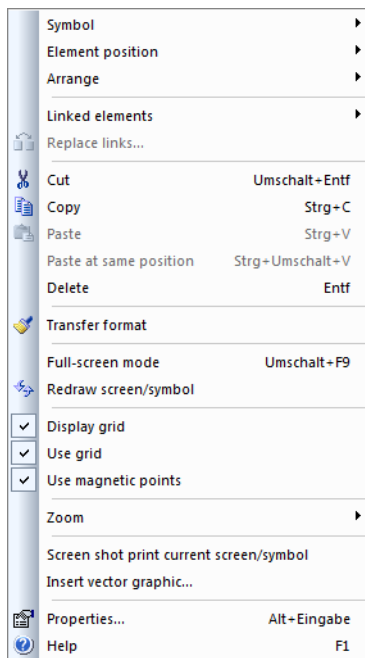 Symbol
Element position
Arrange
Linked elements
Replace links...
Cut Umschalt+Entf
Copy Strg+C
Paste Strg+V
Paste at same position Strg+Umschalt+V
Delete Entf
Transfer format
Full-screen mode Umschalt+F9
Redraw screen/symbol
Display grid
Use grid
Use magnetic points
Zoom
Screen shot print current screen/symbol
Insert vector graphic...
Properties... Alt+Eingabe
Help F1